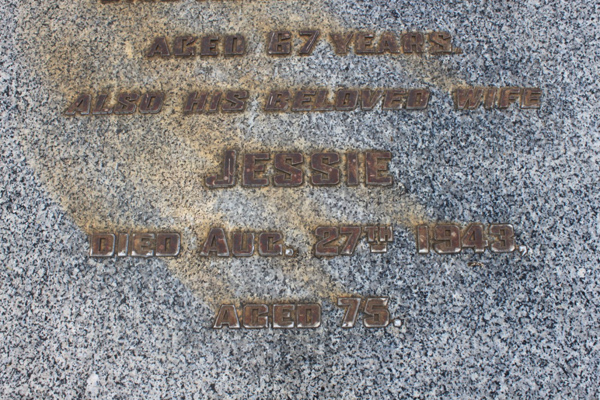 AGED 67 YEARS.
ALSO HIS BELOVED WIFE
JESSIE
DIED AUG. 27TH 1943,
AGED 75.